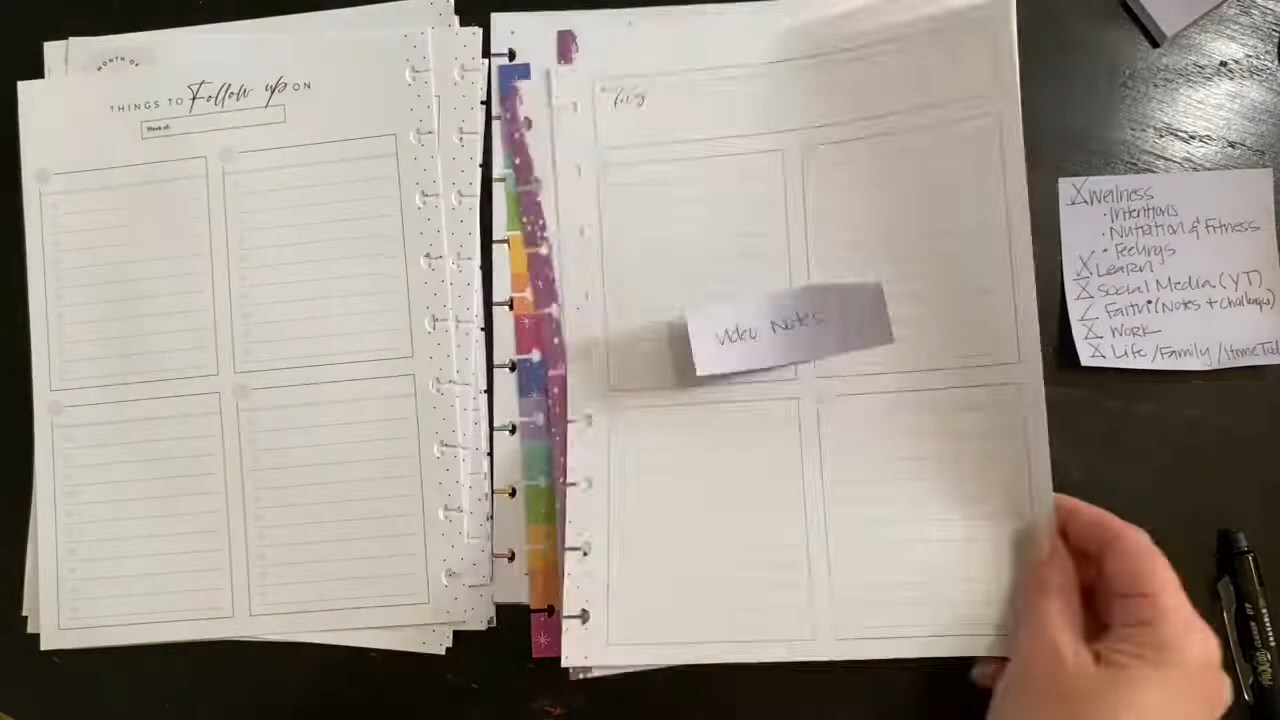 MONTH OF
THINGS TO Follow up ON
Week of:
Video Notes
X Wellness
· Intentions
· Nutrition & Fitness
· Feelings
X Learn
X Social Media (YT)
Faith (Notes + challenges)
X Work
X Life / Family / Home